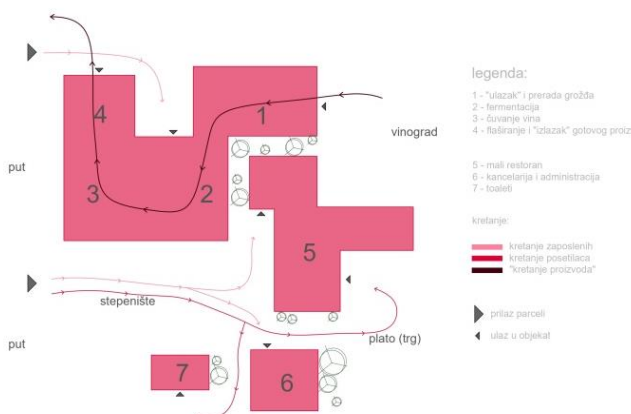 4
1
vinograd
put
3
2
5
stepenište
plato (trg)
put
7
6
legenda:
1 - "ulazak" i prerada grožđa
2 - fermentacija
3 - čuvanje vina
4 - flaširanje i "izlazak" gotovog proiz
5 - mali restoran
6 - kancelarija i administracija
7 - toaleti
kretanje:
kretanje zaposlenih
kretanje posetilaca
"kretanje proizvoda"
prilaz parceli
ulaz u objekat